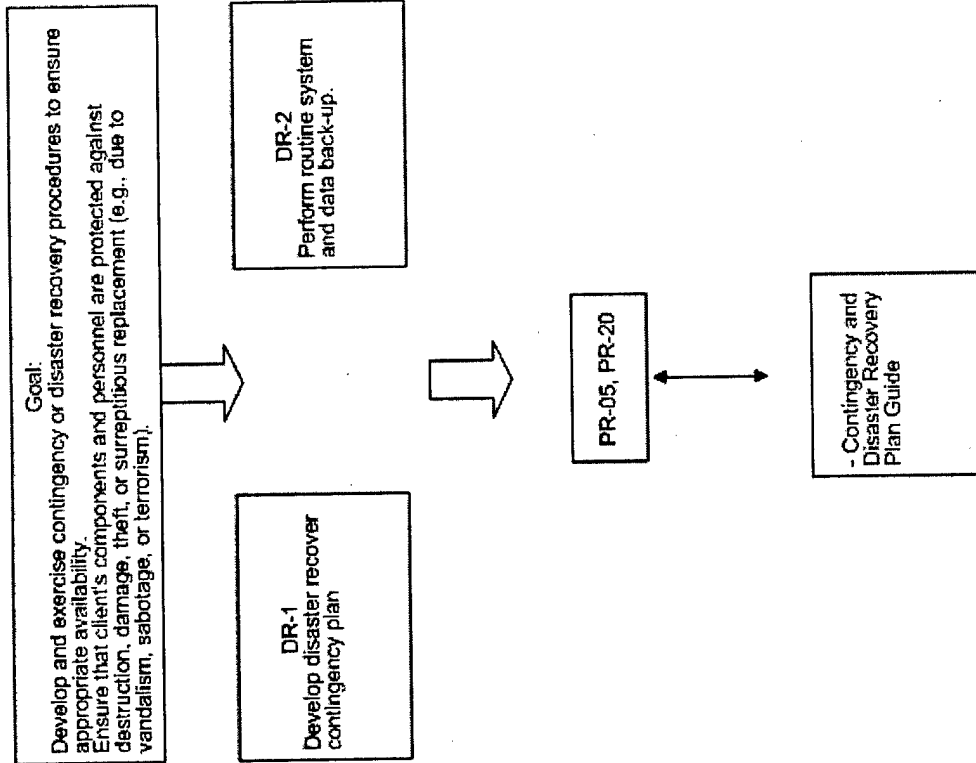 Goal:
Develop and exercise contingency or disaster recovery procedures to ensure
appropriate availability.
Ensure that client's components and personnel are protected against
destruction, damage, theft, or surreptitious replacement (e.g., due to
vandalism, sabotage, or terrorism).
DR-1
Develop disaster recover
contingency plan
DR-2
Perform routine system
and data back-up.
PR-05, PR-20
- Contingency and
Disaster Recovery
Plan Guide